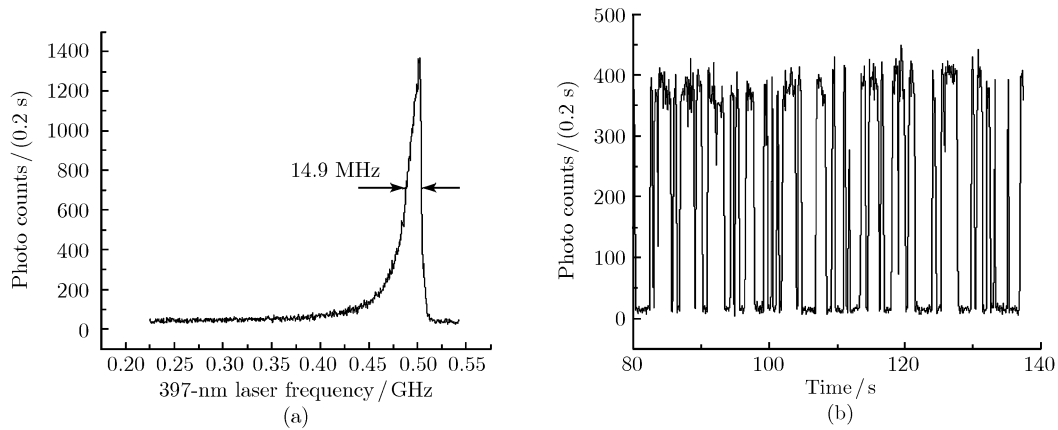 Photo counts / (0.2 s)
1400
1200
1000
800
600
400
200
0
14.9 MHz
0.20 0.25 0.30 0.35 0.40 0.45 0.50 0.55
397-nm laser frequency / GHz
(a)
Photo counts / (0.2 s)
500
400
300
200
100
0
80 100 120 140
Time / s
(b)